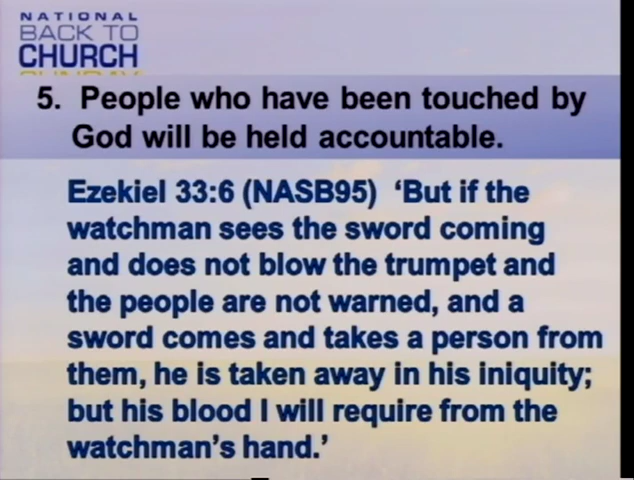 NATIONAL
BACK TO
CHURCH
SUNDAY
5. People who have been touched by
God will be held accountable.
Ezekiel 33:6 (NASB95) ‘But if the
watchman sees the sword coming
and does not blow the trumpet and
the people are not warned, and a
sword comes and takes a person from
them, he is taken away in his iniquity;
but his blood I will require from the
watchman’s hand.’